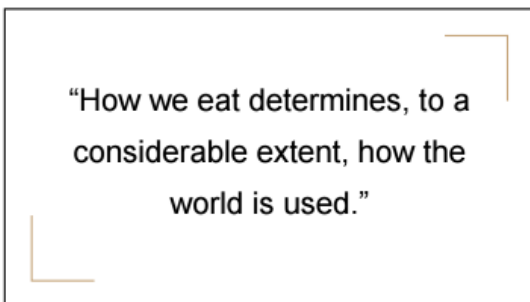 “How we eat determines, to a
considerable extent, how the
world is used.”